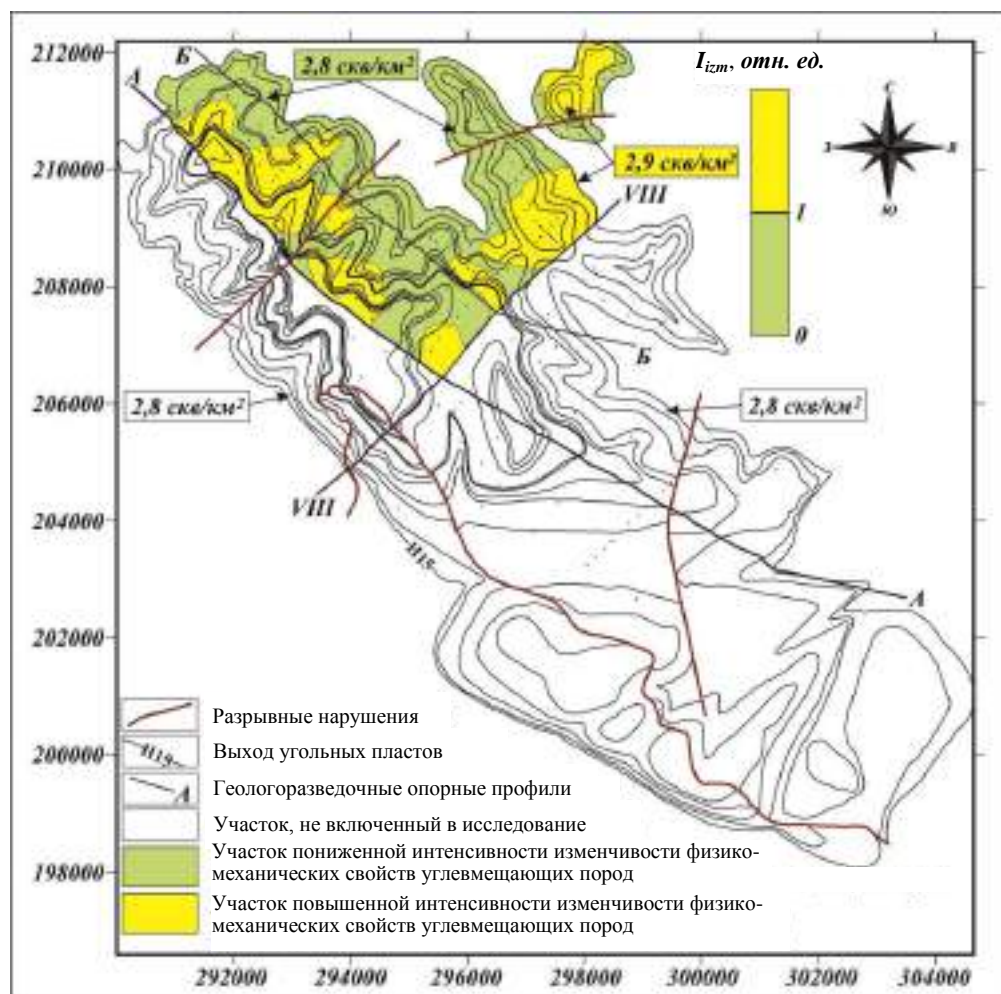 212000
210000
208000
206000
204000
202000
200000
198000
292000 294000 296000 298000 300000 302000 304000
Б
А
2,8 скв/км²
I_izm, отн. ед.
1
0
С
З
В
Ю
2,9 скв/км²
VIII
Б
2,8 скв/км²
2,8 скв/км²
VIII
Н15
А
Разрывные нарушения
Н15
Выход угольных пластов
А
Геологоразведочные опорные профили
Участок, не включенный в исследование
Участок пониженной интенсивности изменчивости физико-
механических свойств углевмещающих пород
Участок повышенной интенсивности изменчивости физико-
механических свойств углевмещающих пород